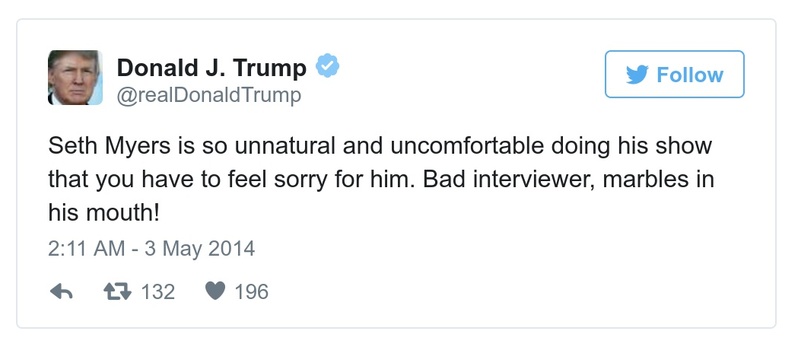 Donald J. Trump
Follow
@realDonaldTrump
Seth Myers is so unnatural and uncomfortable doing his show
that you have to feel sorry for him. Bad interviewer, marbles in
his mouth!
2:11 AM - 3 May 2014
132 196